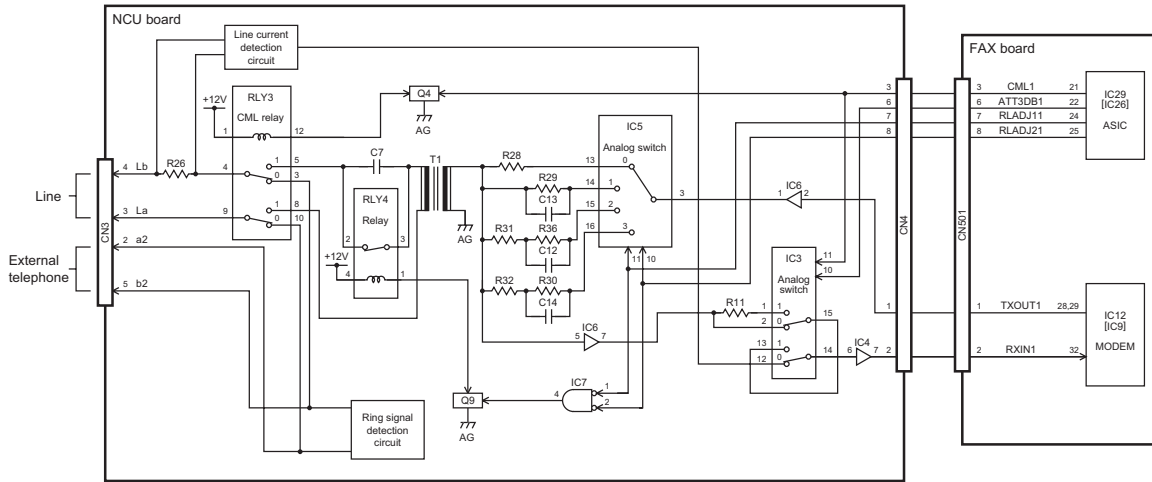 NCU board
FAX board
Line current
detection
circuit
RLY3
CML relay
+12V
1
12
Q4
AG
3
3
CML1
21
6
6
ATT3DB1
22
7
7
RLADJ11
24
8
8
RLADJ21
25
IC29
[IC26]
ASIC
IC5
Analog switch
C7
T1
R28
13
0
4
Lb
R26
4
1
5
0
3
R29
14
1
C13
3
1
IC6
2
Line
RLY4
Relay
15
2
3
La
9
1
8
0
10
CN3
R31
R36
16
3
C12
AG
2
3
11
10
CN4
CN501
2
a2
External
telephone
+12V
4
1
R32
R30
C14
IC3
Analog
switch
11
10
5
b2
R11
1
1
15
2
0
1
1
TXOUT1
28,29
IC12
[IC9]
MODEM
IC6
5
7
13
1
14
12
0
6
IC4
7
2
2
RXIN1
32
IC7
4
1
2
Q9
AG
Ring signal
detection
circuit